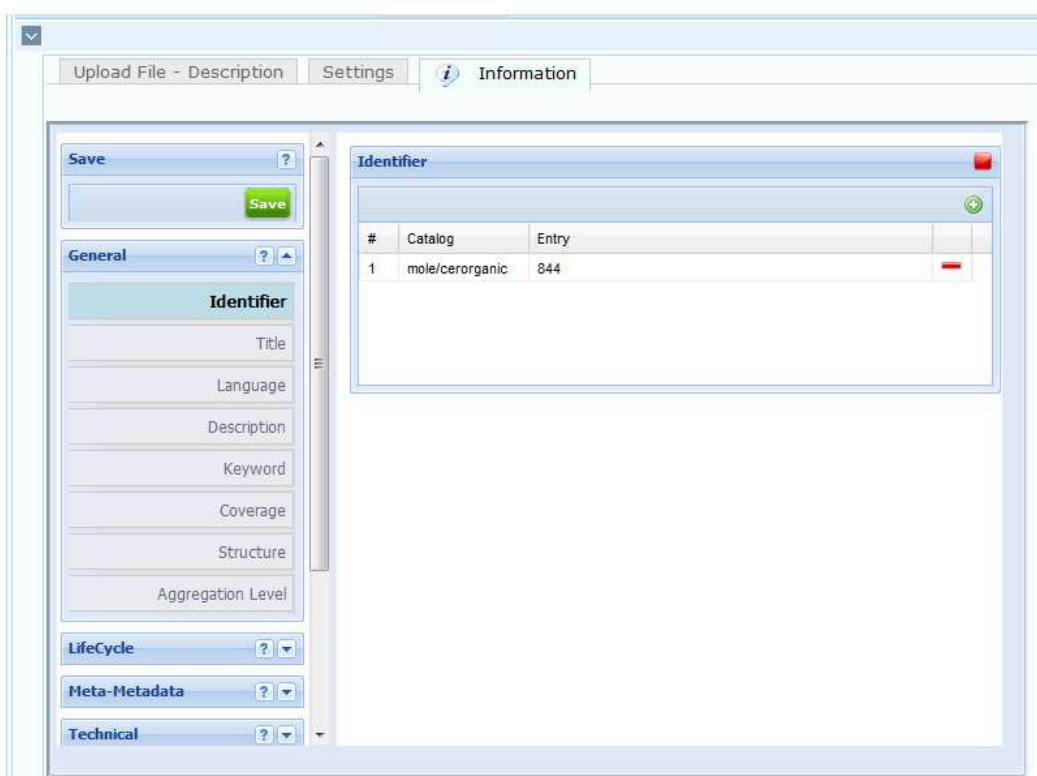 Upload File - Description
Settings
i Information
Save ?
Save
General ?
Identifier
Title
Language
Description
Keyword
Coverage
Structure
Aggregation Level
LifeCycle ?
Meta-Metadata ?
Technical ?
Identifier
# Catalog Entry
1 mole/cerorganic 844